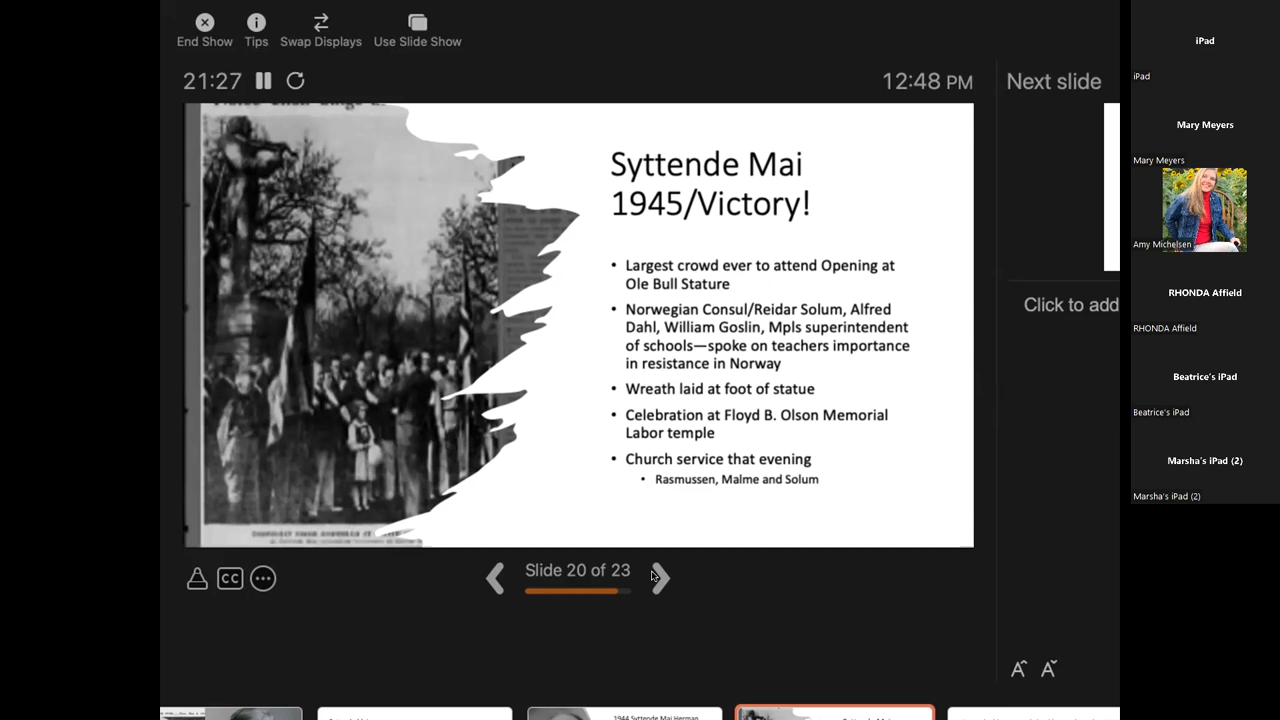 End Show
Tips
Swap Displays
Use Slide Show
21:27
12:48 PM
Next slide
Syttende Mai
1945/Victory!
• Largest crowd ever to attend Opening at
Ole Bull Stature
• Norwegian Consul/Reidar Solum, Alfred
Dahl, William Goslin, Mpls superintendent
of schools—spoke on teachers importance
in resistance in Norway
• Wreath laid at foot of statue
• Celebration at Floyd B. Olson Memorial
Labor temple
• Church service that evening
• Rasmussen, Malme and Solum
Click to add
CC
Slide 20 of 23
1944 Syttende Mai Herman
iPad
iPad
Mary Meyers
Mary Meyers
Amy Michelsen
RHONDA Affield
RHONDA Affield
Beatrice's iPad
Beatrice's iPad
Marsha's iPad (2)
Marsha's iPad (2)